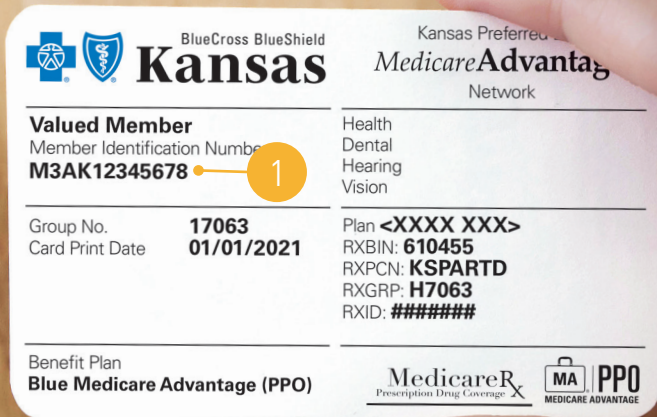 BlueCross BlueShield
Kansas
Kansas Preferred
MedicareAdvantag
Network
Valued Member
Member Identification Numbe
M3AK12345678
1
Health
Dental
Hearing
Vision
Group No. 17063
Card Print Date 01/01/2021
Plan <XXXX XXX>
RXBIN: 610455
RXPCN: KSPARTD
RXGRP: H7063
RXID: #######
Benefit Plan
Blue Medicare Advantage (PPO)
MedicareRx
Prescription Drug Coverage
MA PPO
MEDICARE ADVANTAGE